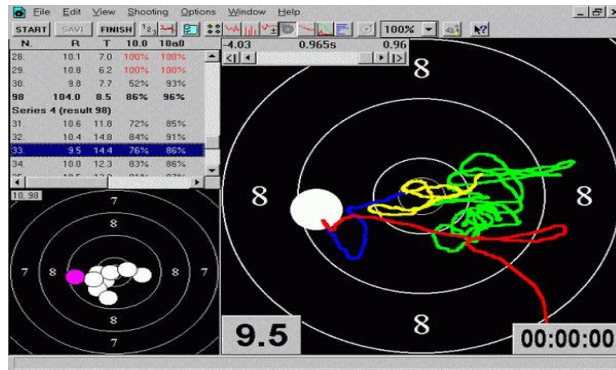 File Edit View Shooting Options Window Help
START SAVE FINISH 100%
N. R T 10.0 10a0
28. 10.1 7.0 100% 100%
29. 10.8 6.2 100% 100%
30. 9.8 7.7 52% 93%
98 104.0 8.5 86% 96%
Series 4 (result 98)
31. 10.6 11.8 72% 85%
32. 10.4 14.8 84% 91%
33. 9.5 14.4 76% 86%
34. 10.0 12.3 83% 86%
-4.03 0.965s 0.96
8
8 8
8
9.5 00:00:00
10, 98
7
8
7 8 8 7
8
7